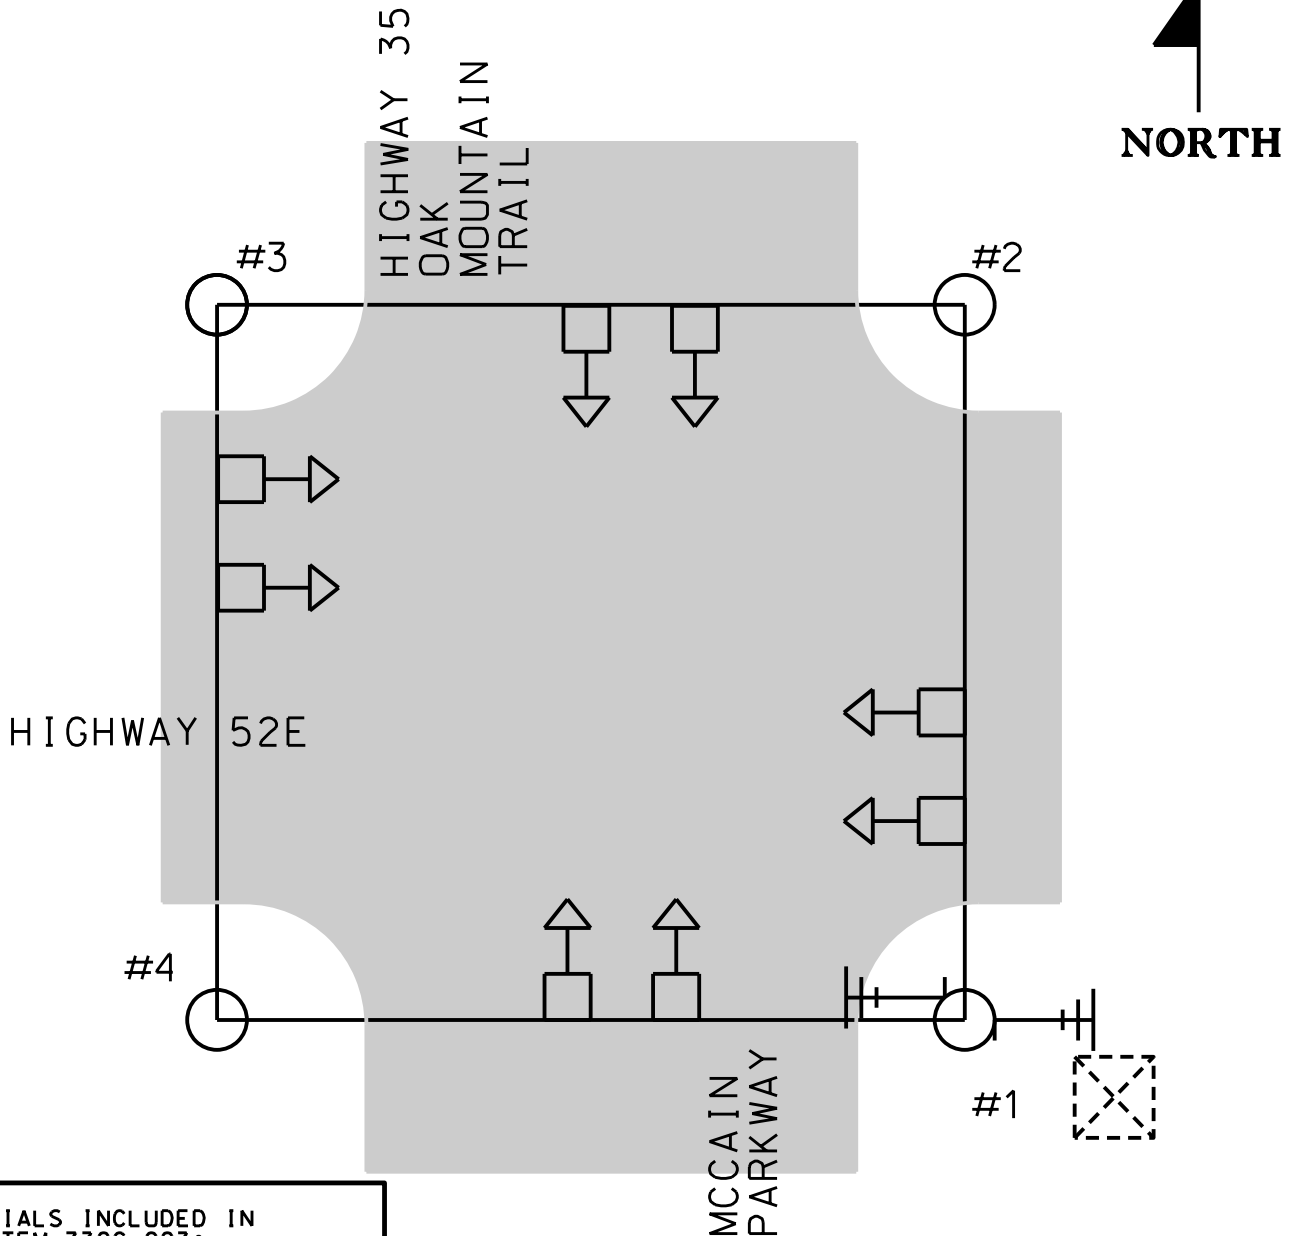 HIGHWAY 35
OAK
MOUNTAIN
TRAIL
NORTH
#3
#2
HIGHWAY 52E
#4
#1
MCCAIN
PARKWAY
IALS INCLUDED IN